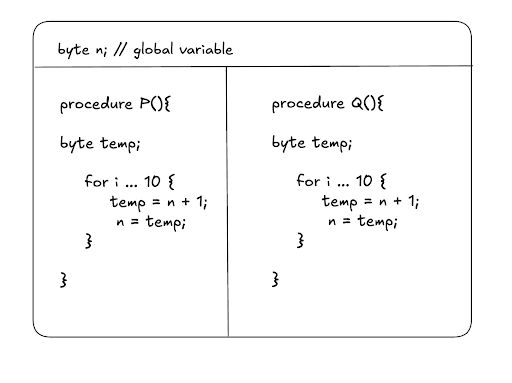 byte n; // global variable
procedure P(){
byte temp;
for i ... 10 {
temp = n + 1;
n = temp;
}
}
procedure Q(){
byte temp;
for i ... 10 {
temp = n + 1;
n = temp;
}
}